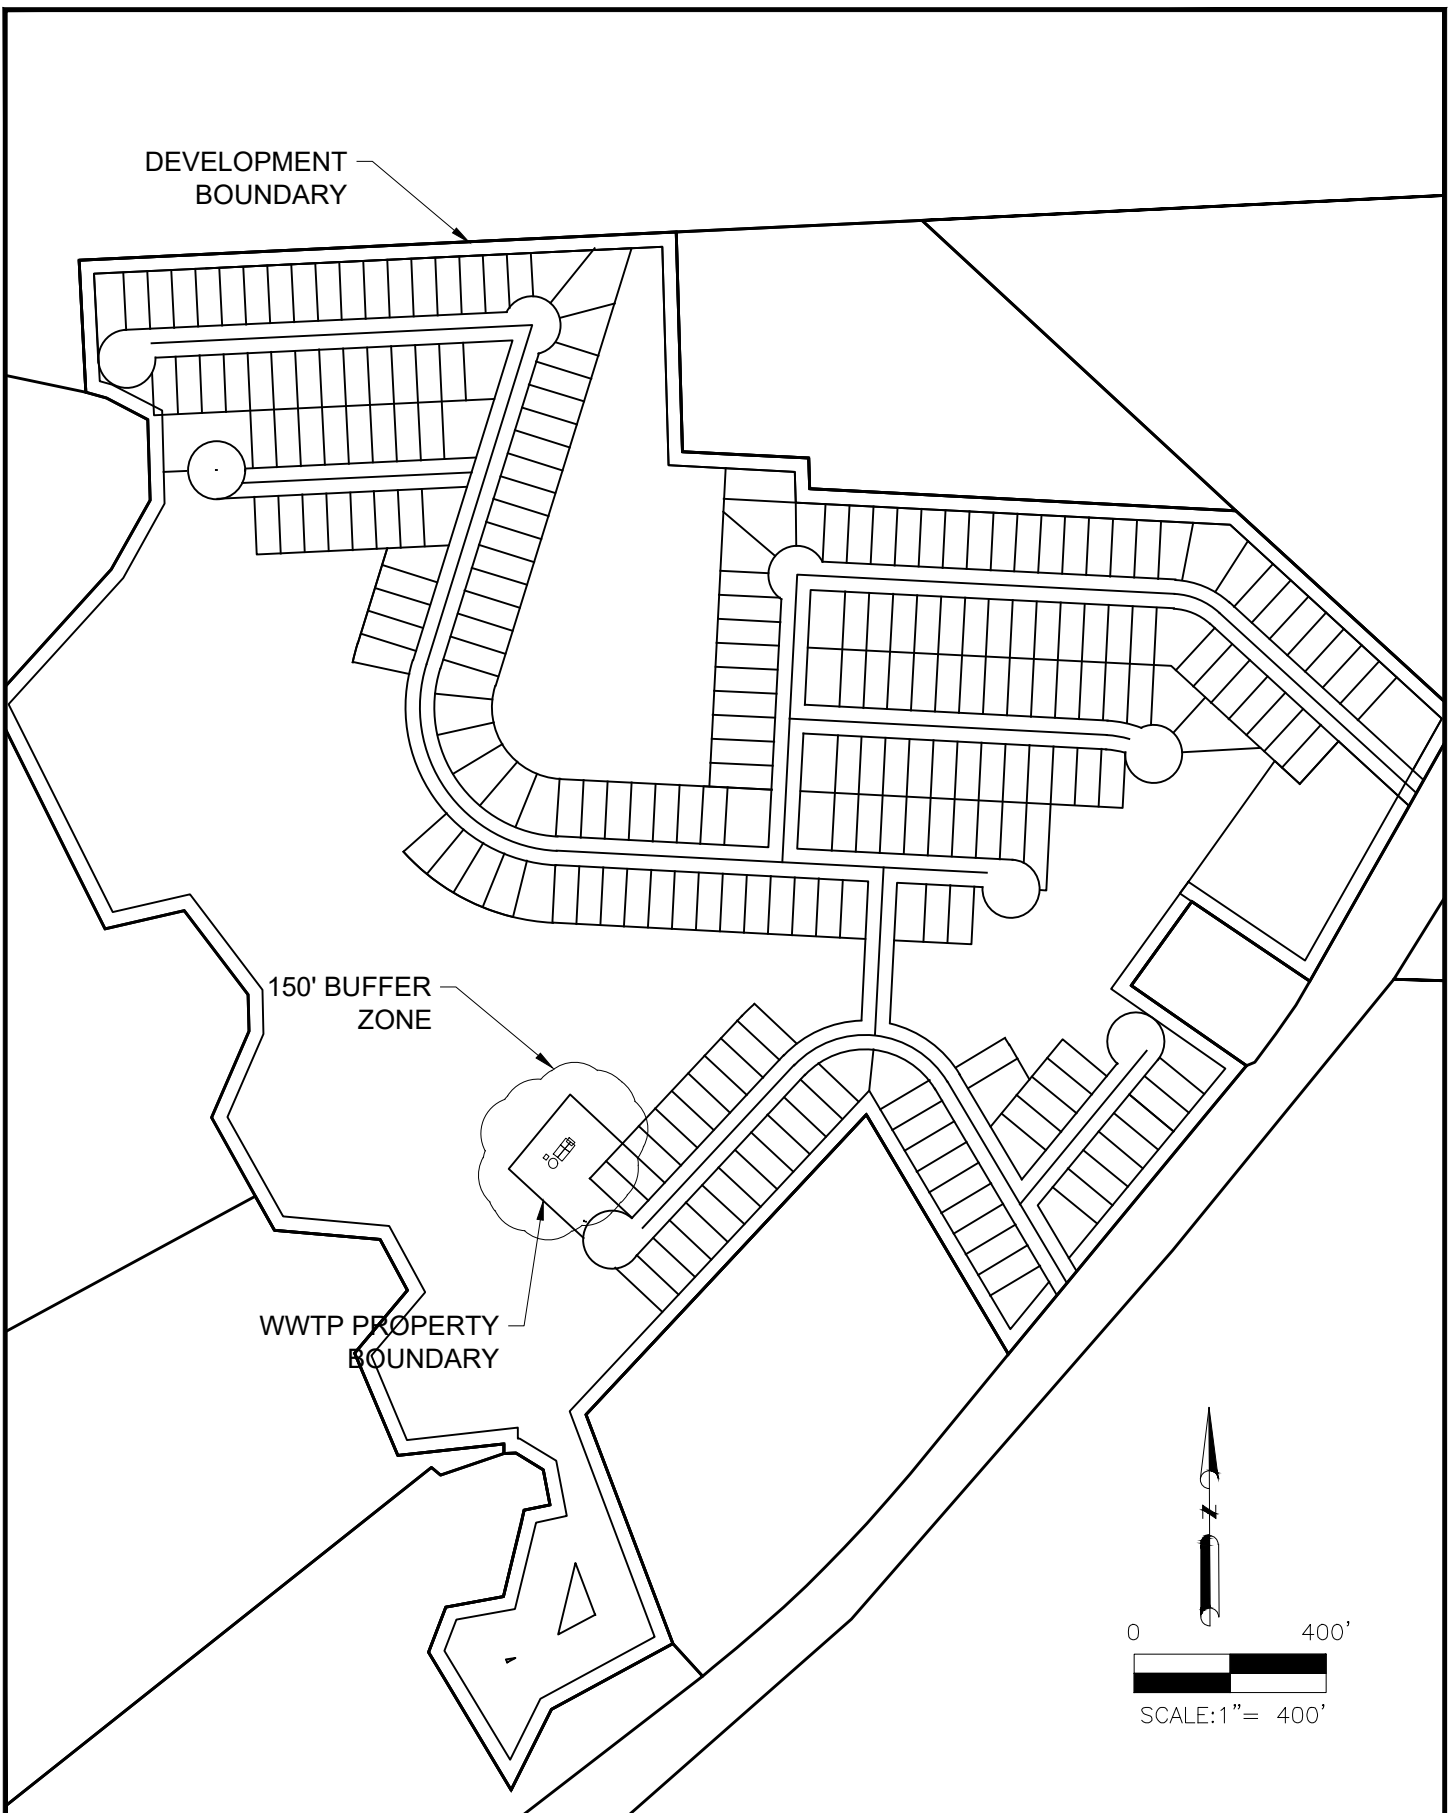 DEVELOPMENT
BOUNDARY
150' BUFFER
ZONE
WWTP PROPERTY
BOUNDARY
N
0 400'
SCALE:1"= 400'